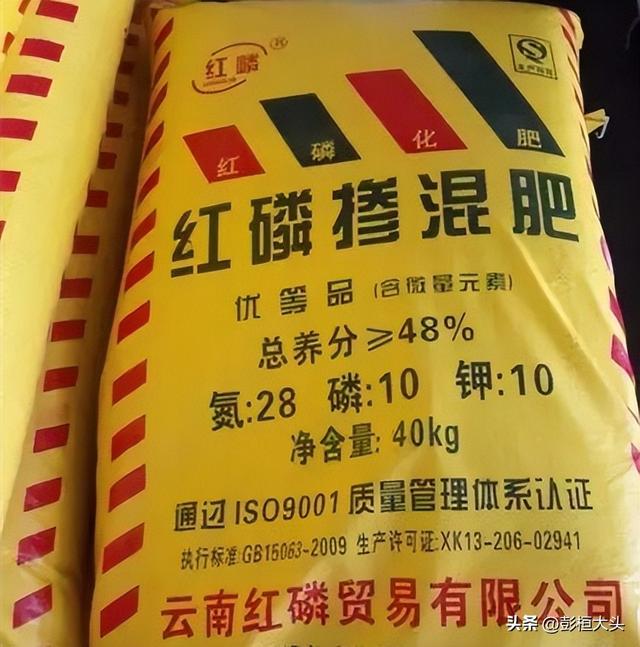 红磷®
红磷化肥
红磷掺混肥
优等品(含微量元素)
总养分≥48%
氮:28 磷:10 钾:10
净含量:40kg
通过ISO9001质量管理体系认证
执行标准:GB15063-2009 生产许可证:XK13-206-02941
云南红磷贸易有限公司
头条@彭桓大头